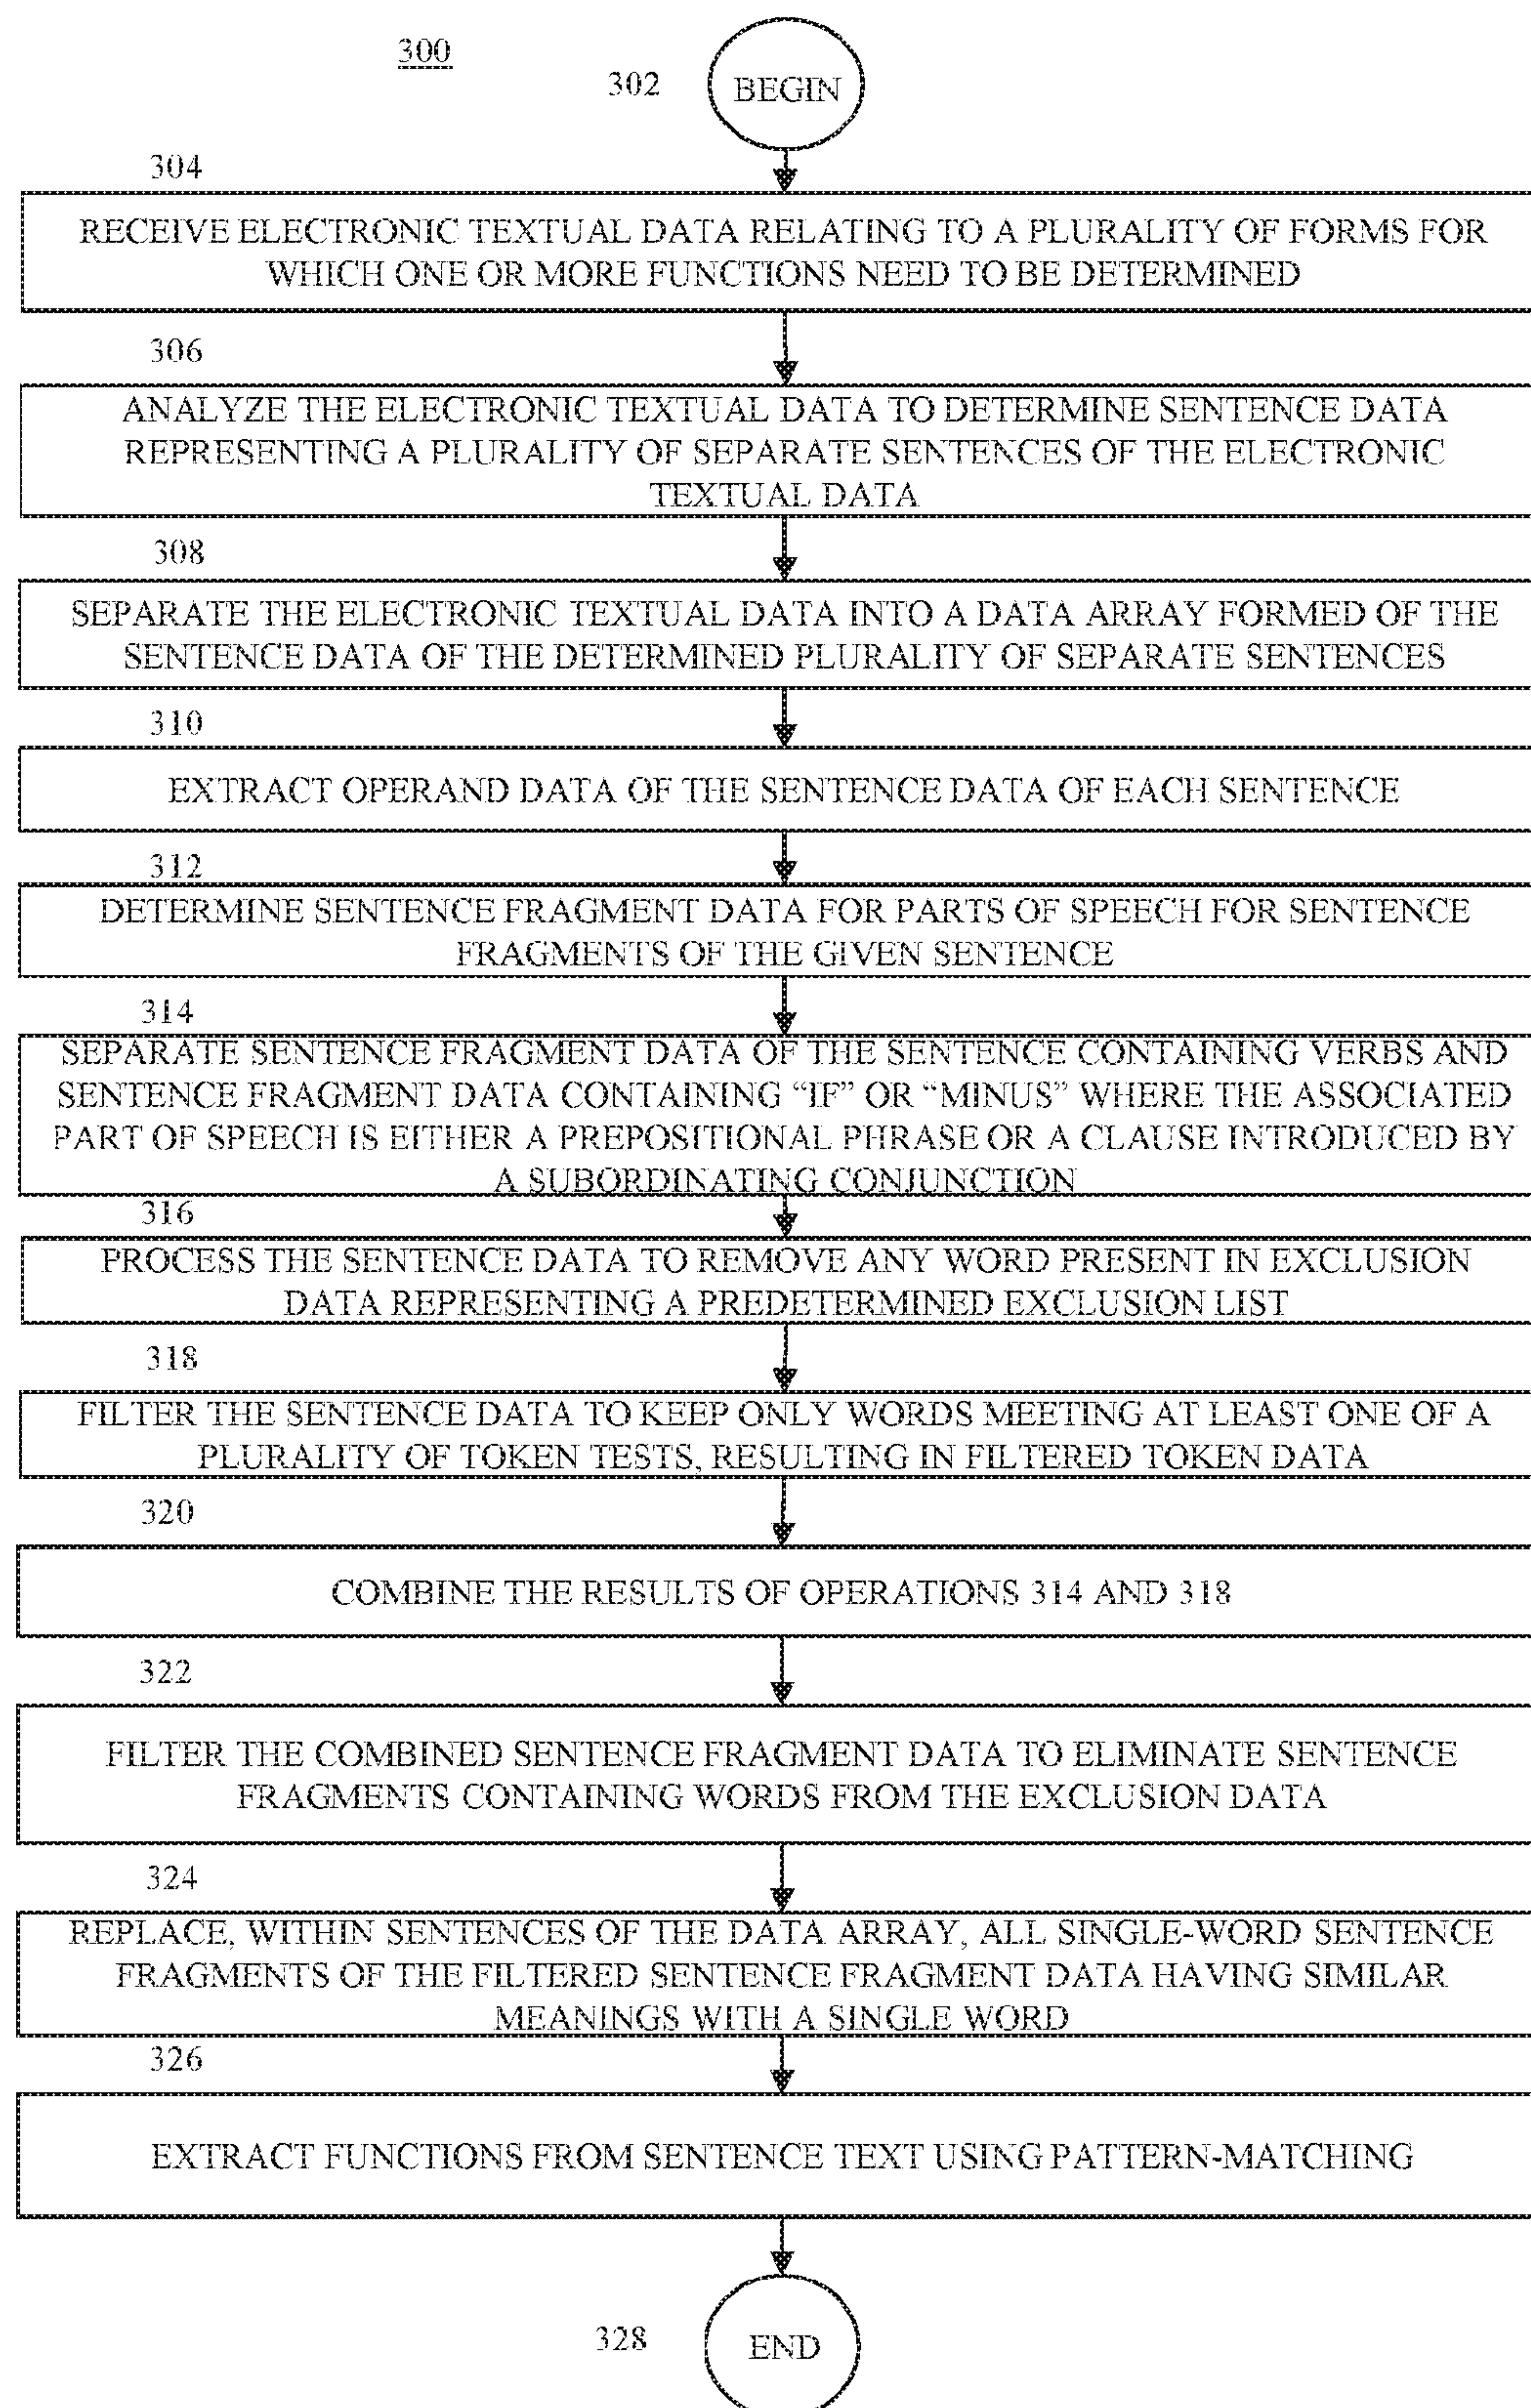 300
302
BEGIN
304
RECEIVE ELECTRONIC TEXTUAL DATA RELATING TO A PLURALITY OF FORMS FOR
WHICH ONE OR MORE FUNCTIONS NEED TO BE DETERMINED
306
ANALYZE THE ELECTRONIC TEXTUAL DATA TO DETERMINE SENTENCE DATA
REPRESENTING A PLURALITY OF SEPARATE SENTENCES OF THE ELECTRONIC
TEXTUAL DATA
308
SEPARATE THE ELECTRONIC TEXTUAL DATA INTO A DATA ARRAY FORMED OF THE
SENTENCE DATA OF THE DETERMINED PLURALITY OF SEPARATE SENTENCES
310
EXTRACT OPERAND DATA OF THE SENTENCE DATA OF EACH SENTENCE
312
DETERMINE SENTENCE FRAGMENT DATA FOR PARTS OF SPEECH FOR SENTENCE
FRAGMENTS OF THE GIVEN SENTENCE
314
SEPARATE SENTENCE FRAGMENT DATA OF THE SENTENCE CONTAINING VERBS AND
SENTENCE FRAGMENT DATA CONTAINING “IF” OR “MINUS” WHERE THE ASSOCIATED
PART OF SPEECH IS EITHER A PREPOSITIONAL PHRASE OR A CLAUSE INTRODUCED BY
A SUBORDINATING CONJUNCTION
316
PROCESS THE SENTENCE DATA TO REMOVE ANY WORD PRESENT IN EXCLUSION
DATA REPRESENTING A PREDETERMINED EXCLUSION LIST
318
FILTER THE SENTENCE DATA TO KEEP ONLY WORDS MEETING AT LEAST ONE OF A
PLURALITY OF TOKEN TESTS, RESULTING IN FILTERED TOKEN DATA
320
COMBINE THE RESULTS OF OPERATIONS 314 AND 318
322
FILTER THE COMBINED SENTENCE FRAGMENT DATA TO ELIMINATE SENTENCE
FRAGMENTS CONTAINING WORDS FROM THE EXCLUSION DATA
324
REPLACE, WITHIN SENTENCES OF THE DATA ARRAY, ALL SINGLE-WORD SENTENCE
FRAGMENTS OF THE FILTERED SENTENCE FRAGMENT DATA HAVING SIMILAR
MEANINGS WITH A SINGLE WORD
326
EXTRACT FUNCTIONS FROM SENTENCE TEXT USING PATTERN-MATCHING
328
END